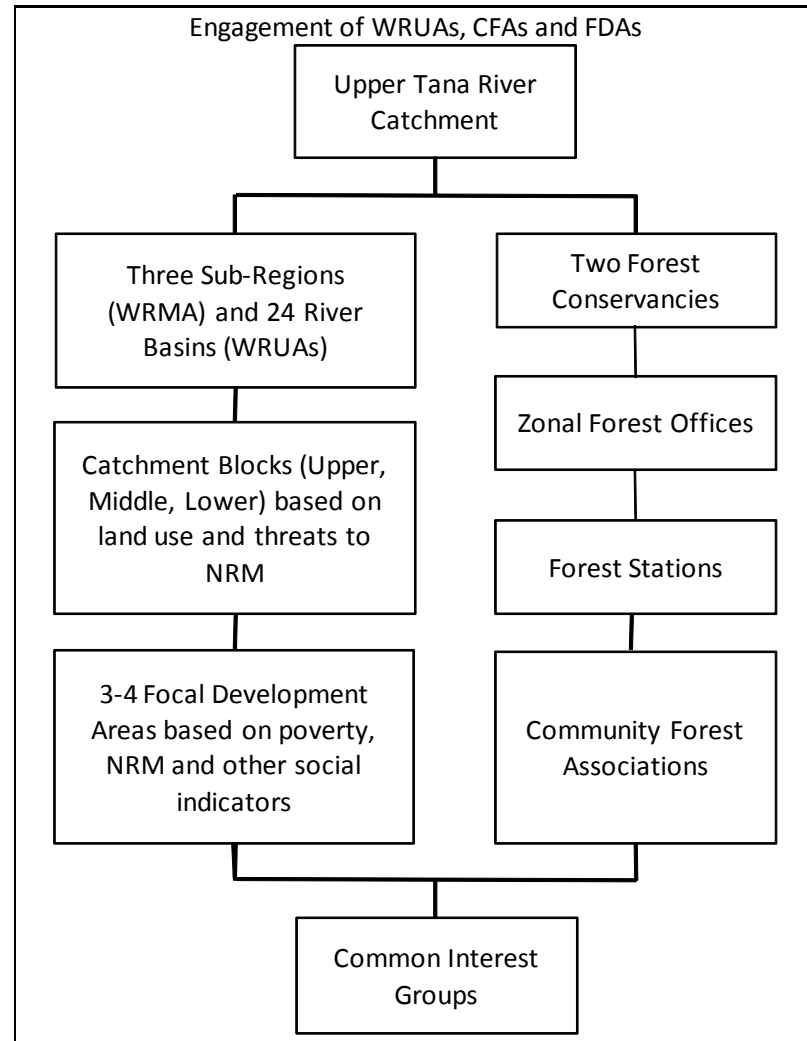 Engagement of WRUAs, CFAs and FDAs
Upper Tana River
Catchment
Three Sub-Regions
(WRMA) and 24 River
Basins (WRUAs)
Catchment Blocks (Upper,
Middle, Lower) based on
land use and threats to
NRM
3-4 Focal Development
Areas based on poverty,
NRM and other social
indicators
Two Forest
Conservancies
Zonal Forest Offices
Forest Stations
Community Forest
Associations
Common Interest
Groups